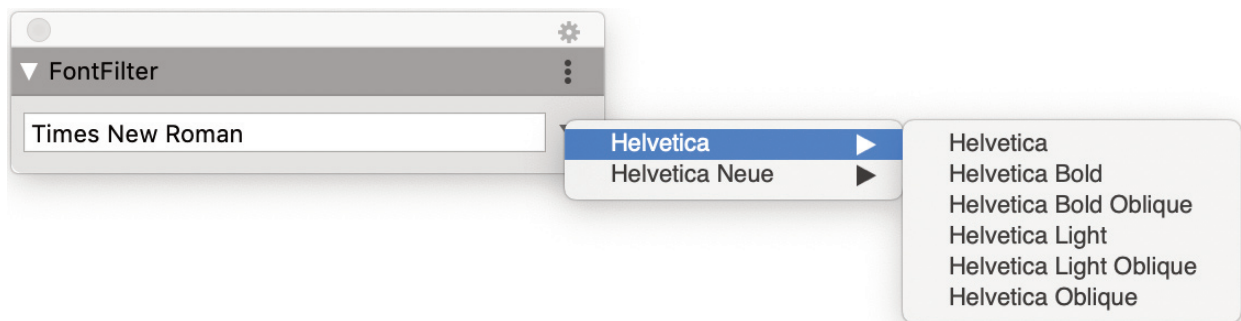 FontFilter
Times New Roman
Helvetica
Helvetica Neue
Helvetica
Helvetica Bold
Helvetica Bold Oblique
Helvetica Light
Helvetica Light Oblique
Helvetica Oblique